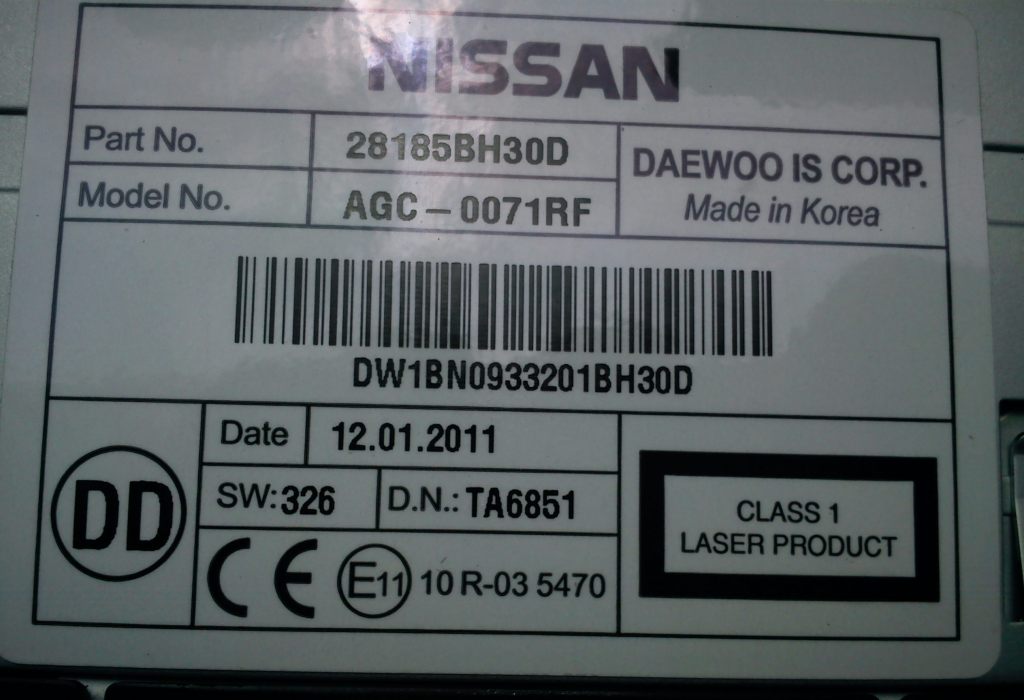 NISSAN
Part No. 28185BH30D
Model No. AGC-0071RF
DAEWOO IS CORP.
Made in Korea
DW1BN0933201BH30D
DD
Date 12.01.2011
SW:326 D.N.: TA6851
CE E11 10 R-03 5470
CLASS 1
LASER PRODUCT